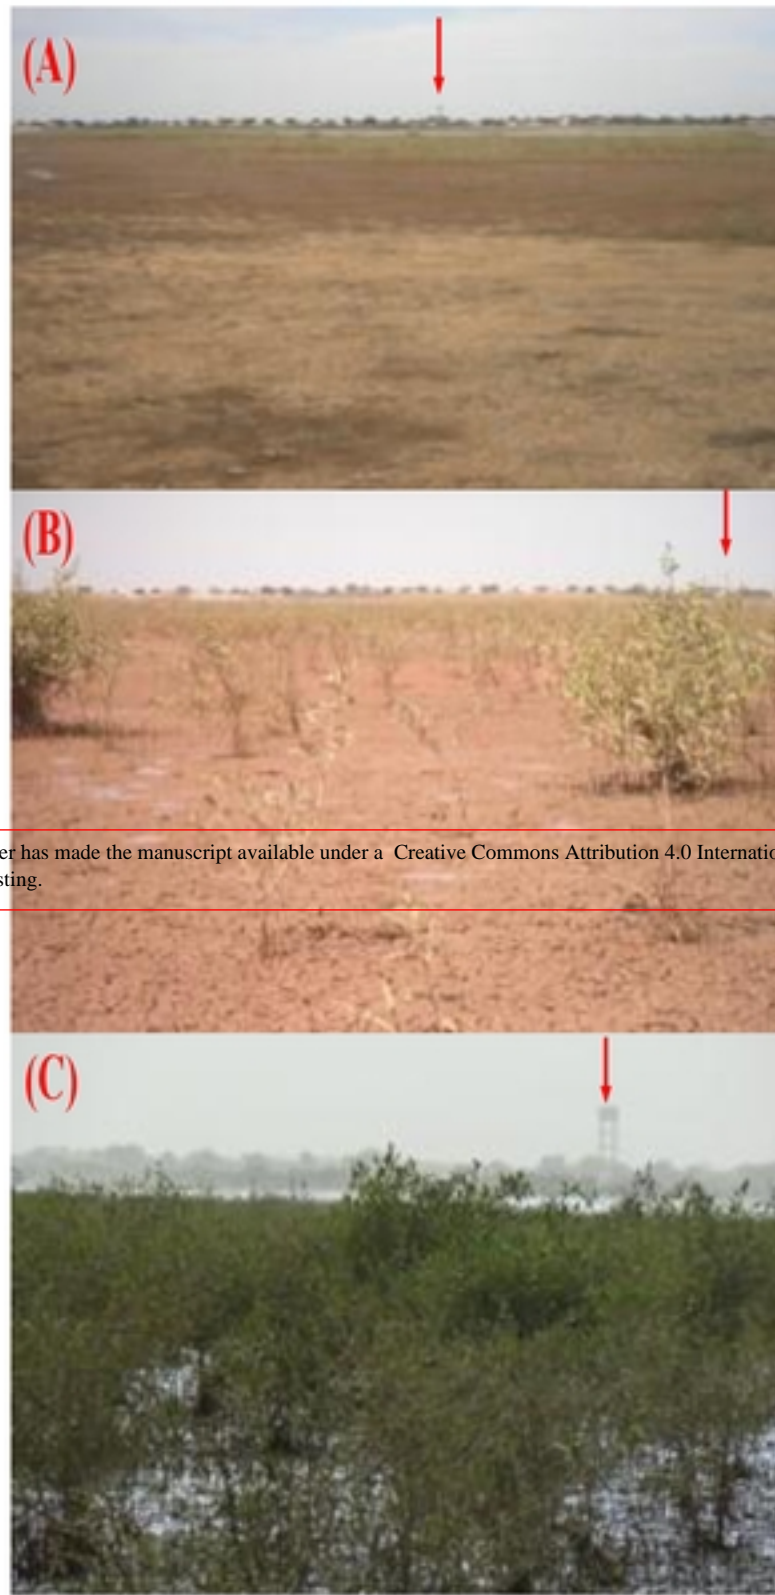 (A)
(B)
er has made the manuscript available under a Creative Commons Attribution 4.0 Internatio
sting.
(C)